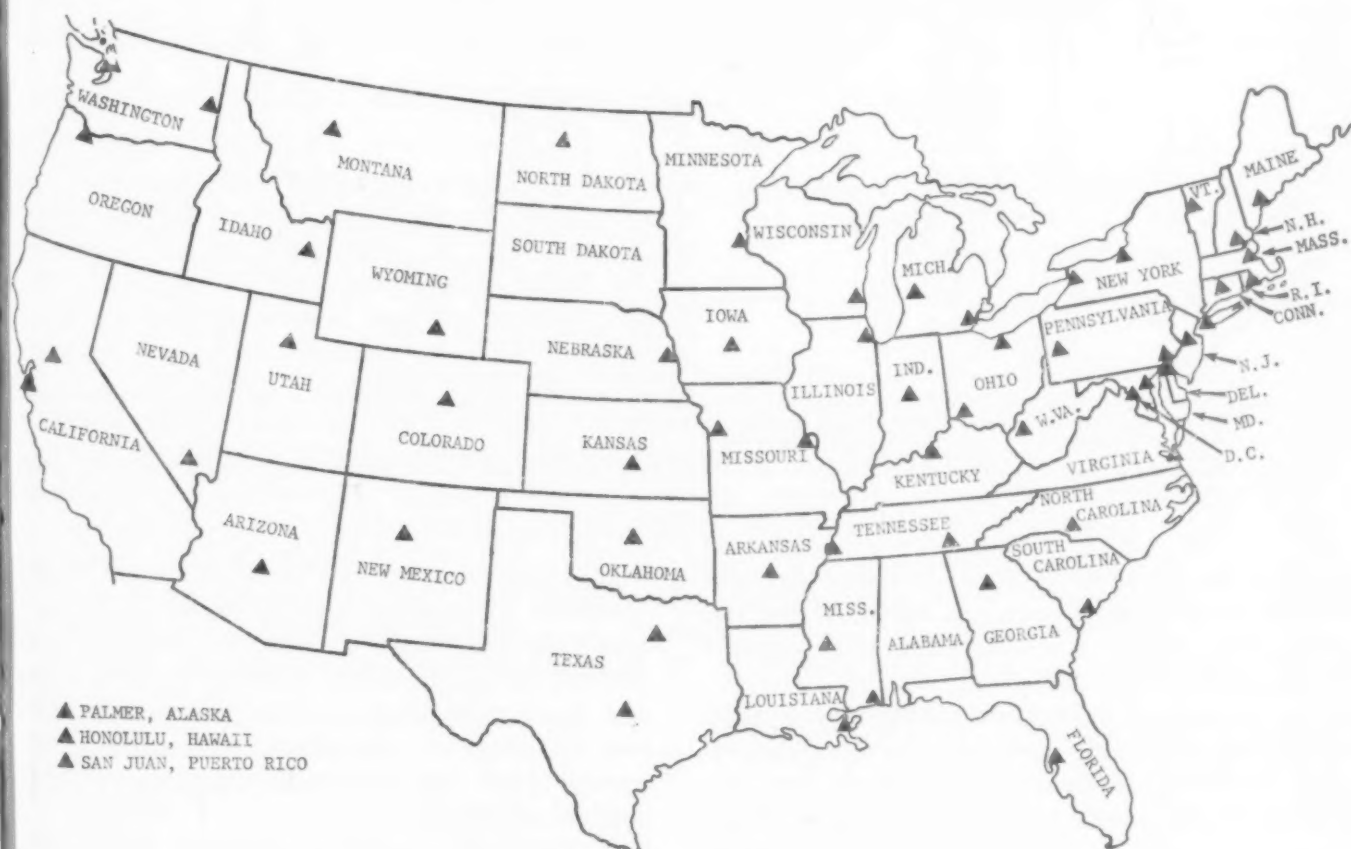 WASHINGTON
MONTANA
NORTH DAKOTA
MINNESOTA
MAINE
VT.
OREGON
IDAHO
SOUTH DAKOTA
WISCONSIN
N.H.
MASS.
WYOMING
MICH.
NEW YORK
R.I.
CONN.
IOWA
PENNSYLVANIA
NEVADA
NEBRASKA
UTAH
ILLINOIS
IND.
OHIO
N.J.
DEL.
CALIFORNIA
COLORADO
KANSAS
MISSOURI
W.VA.
MD.
D.C.
KENTUCKY
VIRGINIA
ARIZONA
NEW MEXICO
OKLAHOMA
ARKANSAS
TENNESSEE
NORTH
CAROLINA
SOUTH
CAROLINA
MISS.
ALABAMA
GEORGIA
TEXAS
LOUISIANA
FLORIDA
PALMER, ALASKA
HONOLULU, HAWAII
SAN JUAN, PUERTO RICO